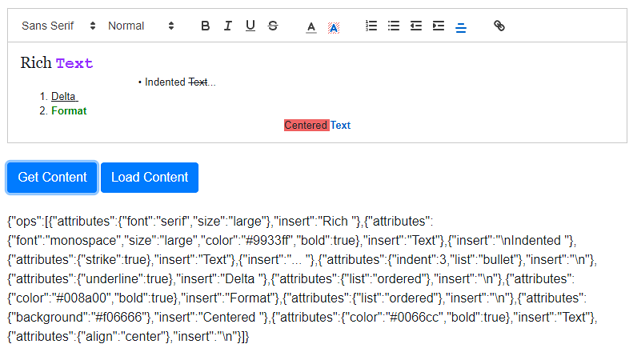 Sans Serif Normal B I U S A A
Rich Text
• Indented Text...
1. Delta
2. Format
Centered Text
Get Content Load Content
{"ops":[{"attributes":{"font":"serif","size":"large"},"insert":"Rich "},{"attributes":
{"font":"monospace","size":"large","color":"#9933ff","bold":true},"insert":"Text"},{"insert":"\nIndented "},
{"attributes":{"strike":true},"insert":"Text"},{"insert":"... "},{"attributes":{"indent":3,"list":"bullet"},"insert":"\n"},
{"attributes":{"underline":true},"insert":"Delta "},{"attributes":{"list":"ordered"},"insert":"\n"},{"attributes":
{"color":"#008a00","bold":true},"insert":"Format"},{"attributes":{"list":"ordered"},"insert":"\n"},{"attributes":
{"background":"#f06666"},"insert":"Centered "},{"attributes":{"color":"#0066cc","bold":true},"insert":"Text"},
{"attributes":{"align":"center"},"insert":"\n"}]}